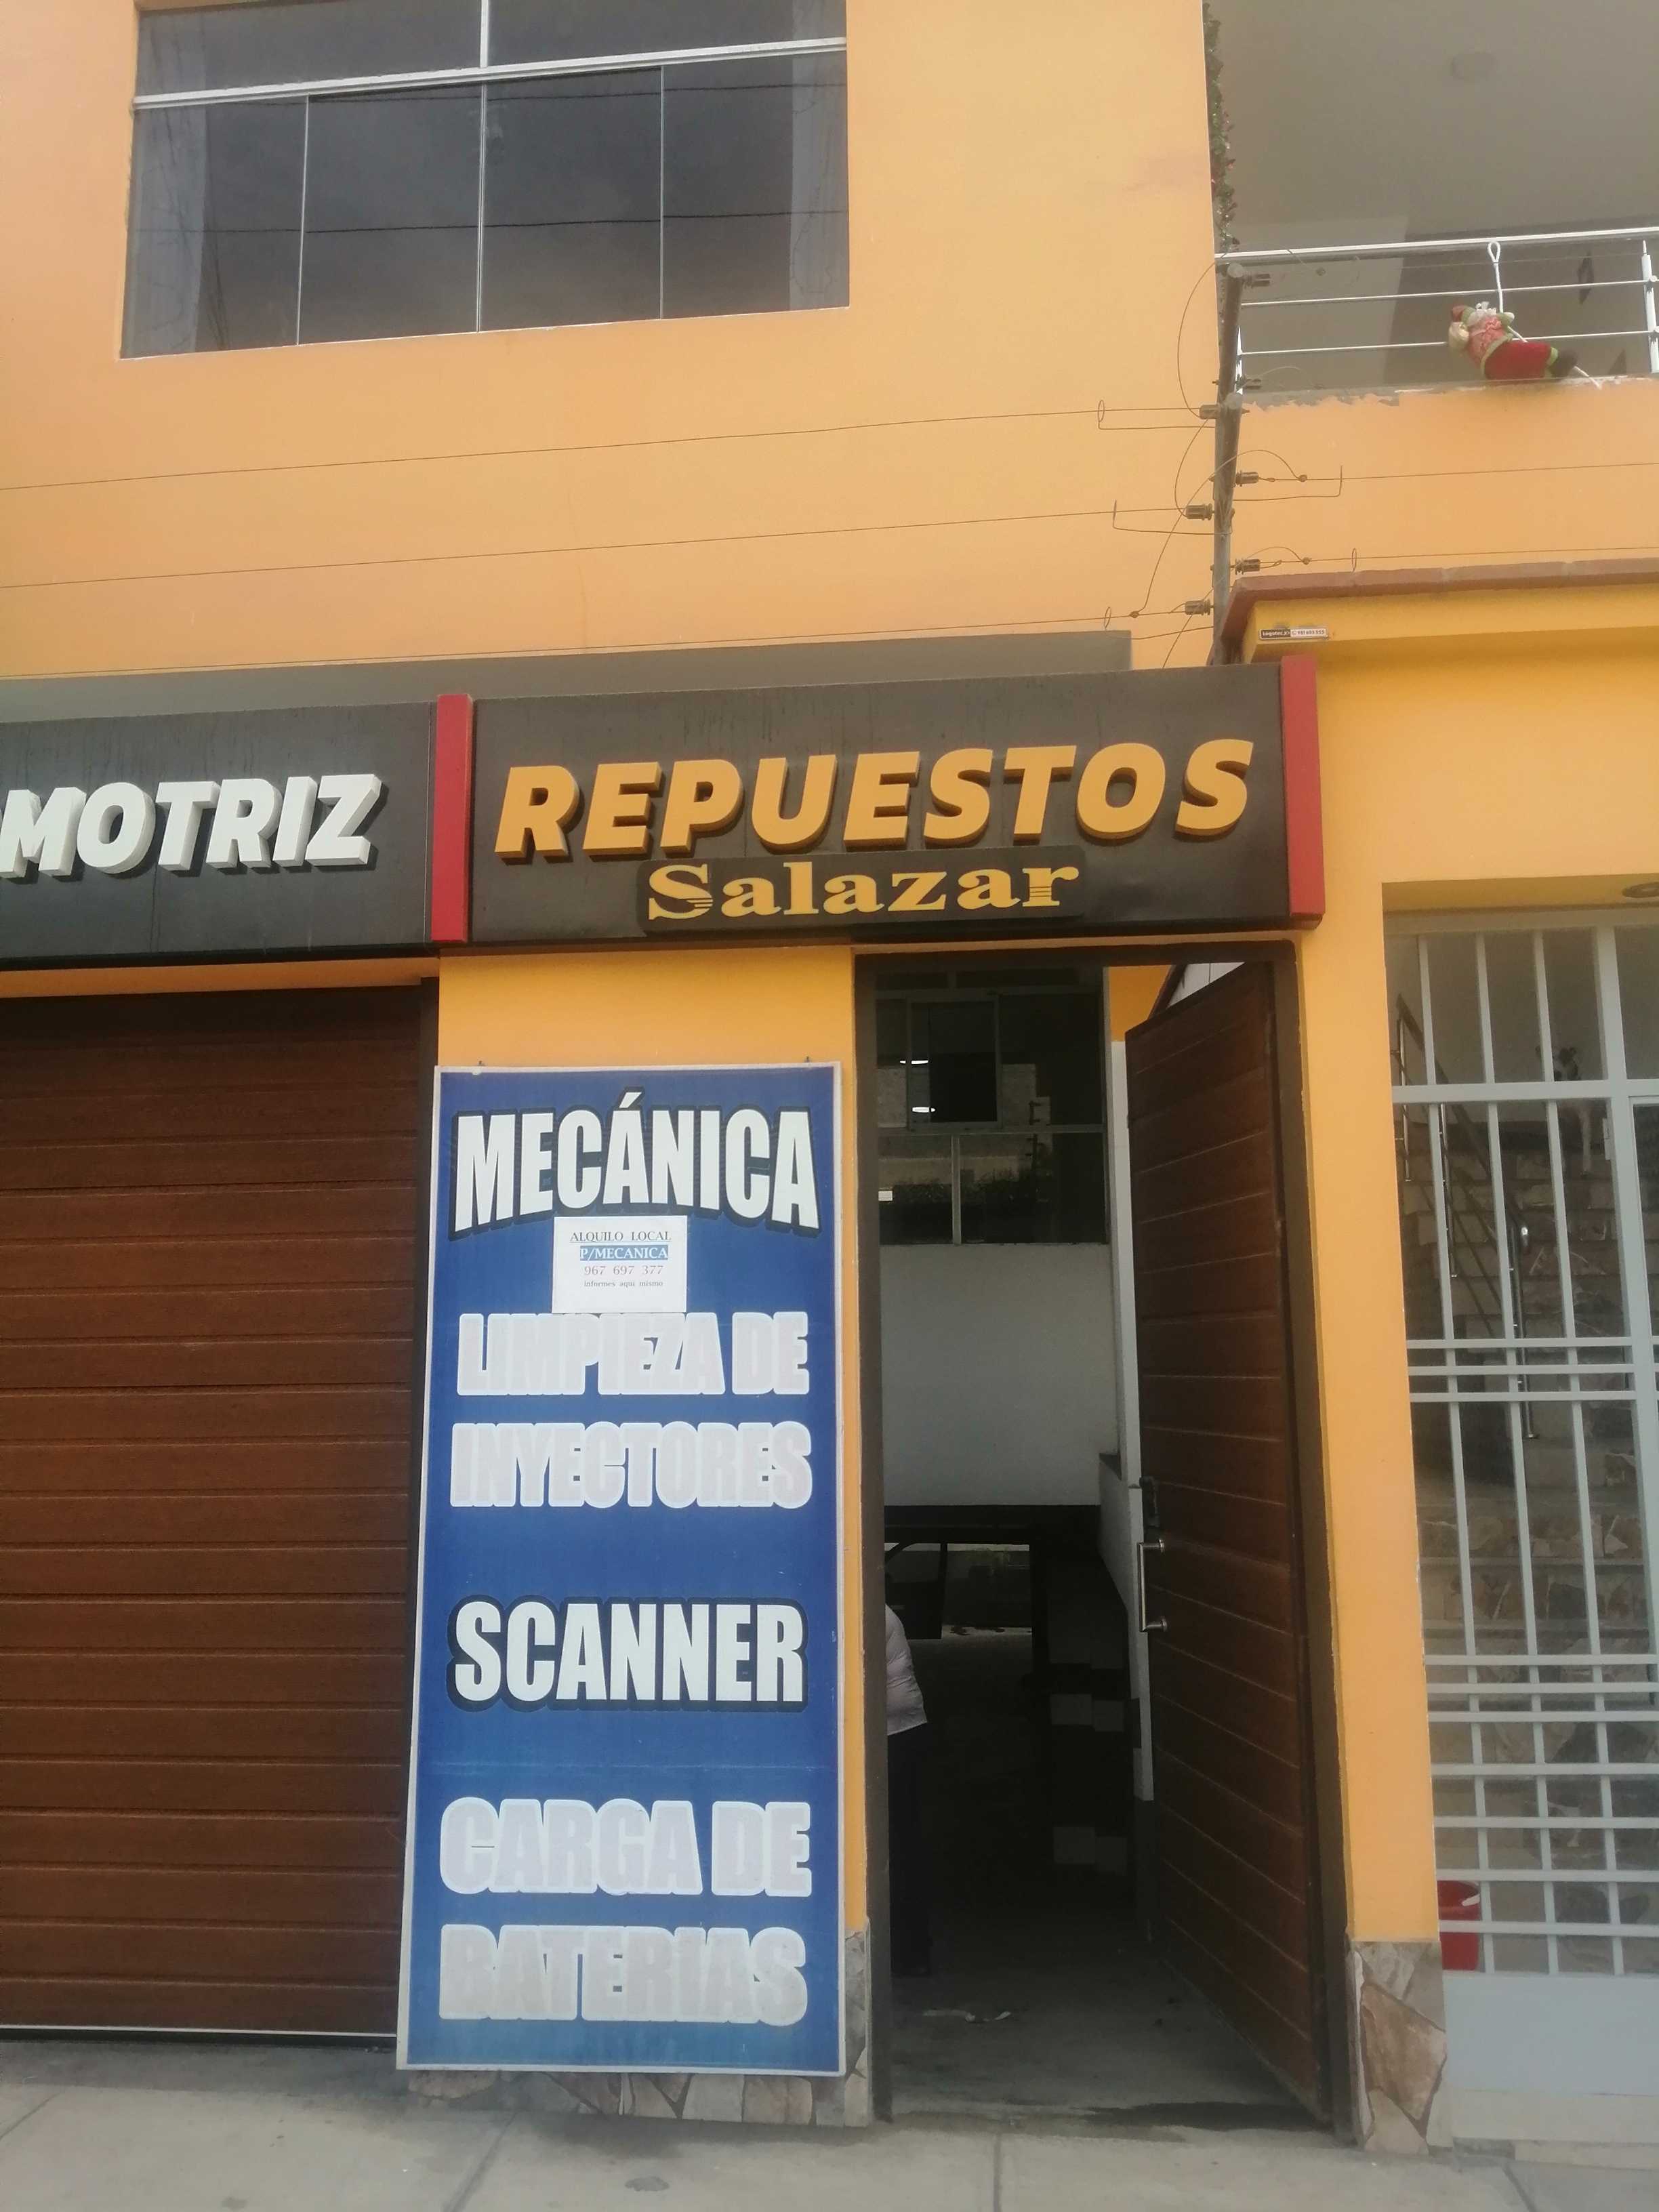 MOTRIZ
REPUESTOS
Salazar
MECÁNICA
ALQUILO LOCAL
P/MECANICA
967 697 377
informes aqui mismo
LIMPIEZA DE
INYECTORES
SCANNER
CARGA DE
BATERIAS